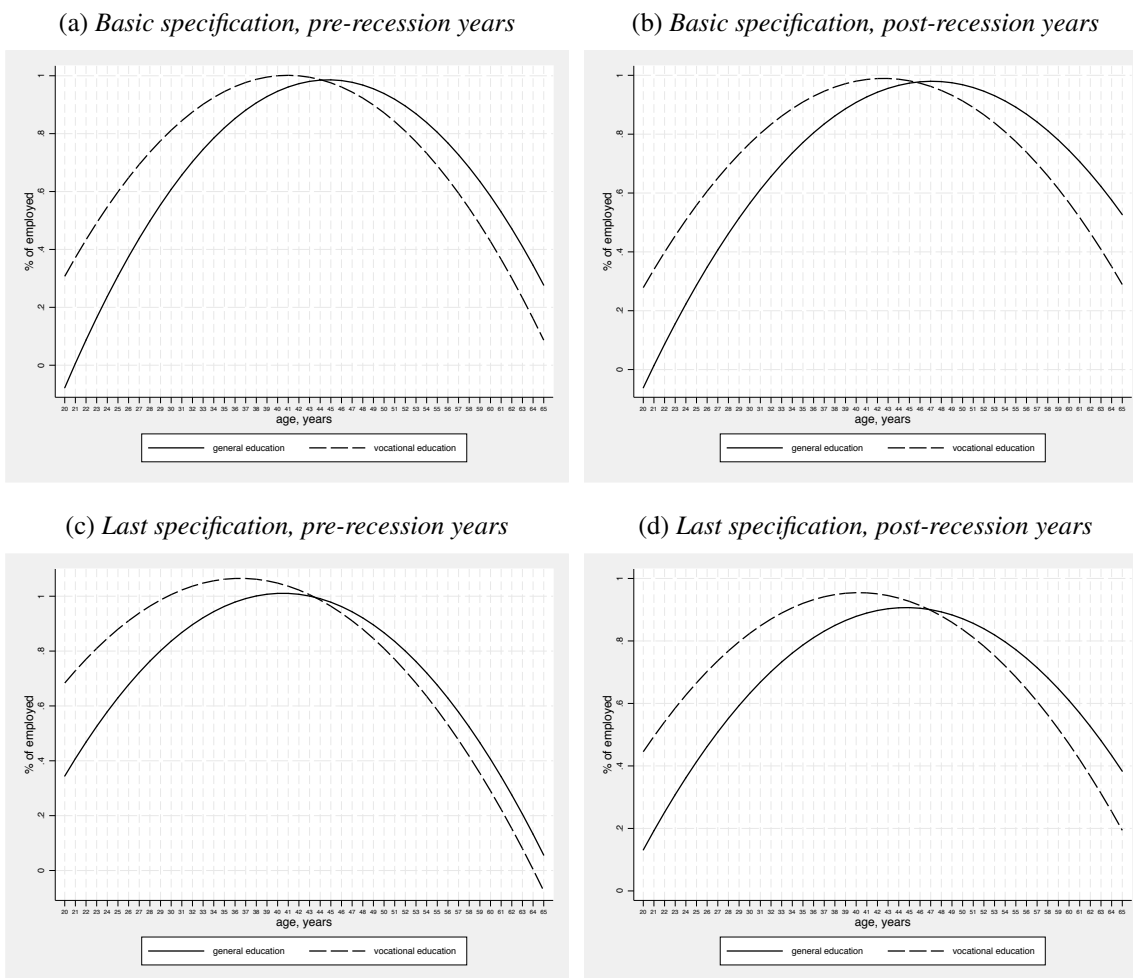 (a) Basic specification, pre-recession years
% of employed
1
.8
.6
.4
.2
0
20 21 22 23 24 25 26 27 28 29 30 31 32 33 34 35 36 37 38 39 40 41 42 43 44 45 46 47 48 49 50 51 52 53 54 55 56 57 58 59 60 61 62 63 64 65
age, years
general education vocational education
(b) Basic specification, post-recession years
% of employed
1
.8
.6
.4
.2
0
20 21 22 23 24 25 26 27 28 29 30 31 32 33 34 35 36 37 38 39 40 41 42 43 44 45 46 47 48 49 50 51 52 53 54 55 56 57 58 59 60 61 62 63 64 65
age, years
general education vocational education
(c) Last specification, pre-recession years
% of employed
1
.8
.6
.4
.2
0
20 21 22 23 24 25 26 27 28 29 30 31 32 33 34 35 36 37 38 39 40 41 42 43 44 45 46 47 48 49 50 51 52 53 54 55 56 57 58 59 60 61 62 63 64 65
age, years
general education vocational education
(d) Last specification, post-recession years
% of employed
1
.8
.6
.4
.2
0
20 21 22 23 24 25 26 27 28 29 30 31 32 33 34 35 36 37 38 39 40 41 42 43 44 45 46 47 48 49 50 51 52 53 54 55 56 57 58 59 60 61 62 63 64 65
age, years
general education vocational education